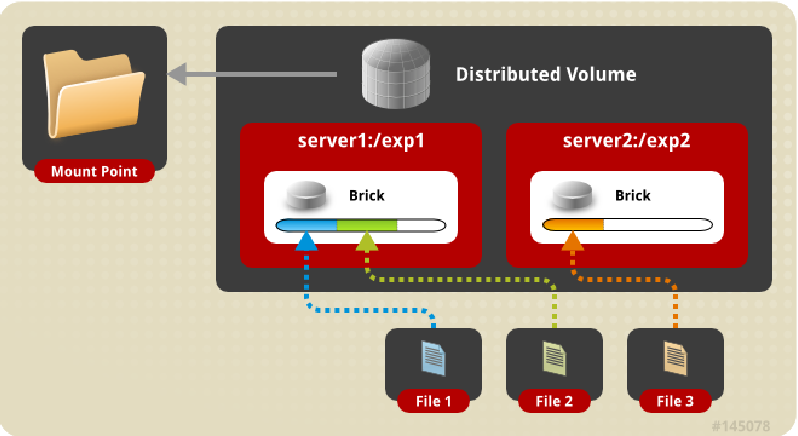 Distributed Volume
Mount Point
server1:/exp1
server2:/exp2
Brick
Brick
File 1
File 2
File 3
#145078